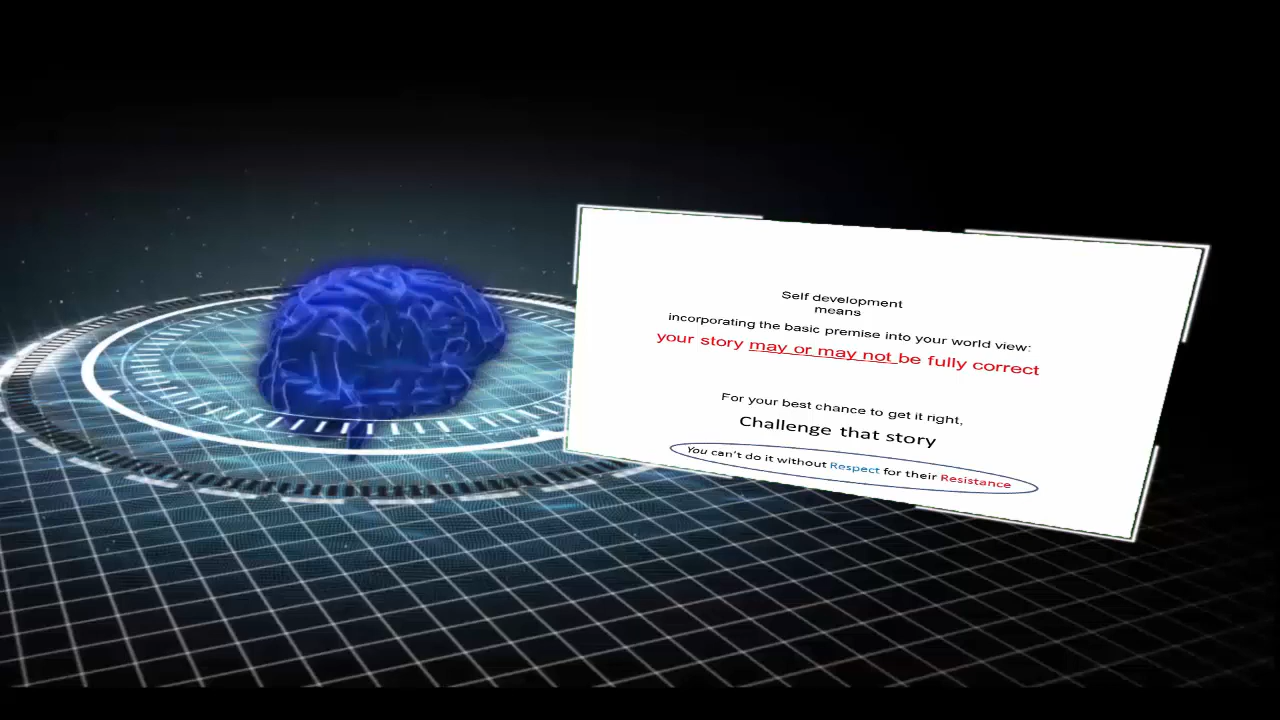 Self development
means
incorporating the basic premise into your world view:
your story may or may not be fully correct
For your best chance to get it right,
Challenge that story
You can't do it without Respect for their Resistance